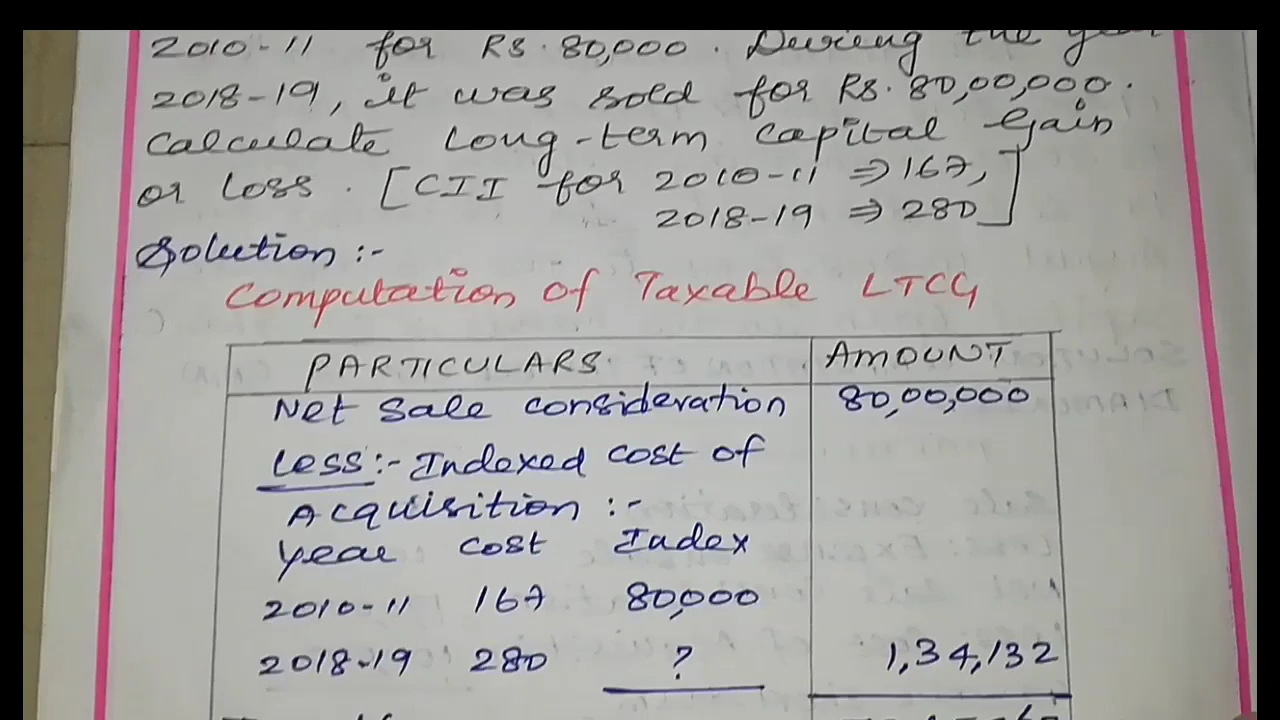 2010-11 for RS. 80,000. During the year
2018-19, it was sold for RS. 80,00,000.
Calculate Long-term Capital Gain
or Loss. [CII for 2010-11 ⇒ 167,
2018-19 ⇒ 280]
Solution :-
Computation of Taxable LTCG
PARTICULARS. AMOUNT
Net Sale consideration 80,00,000
Less:- Indexed cost of
Acquisition :-
Year Cost Index
2010-11 167 80,000
2018-19 280 ? 1,34,132